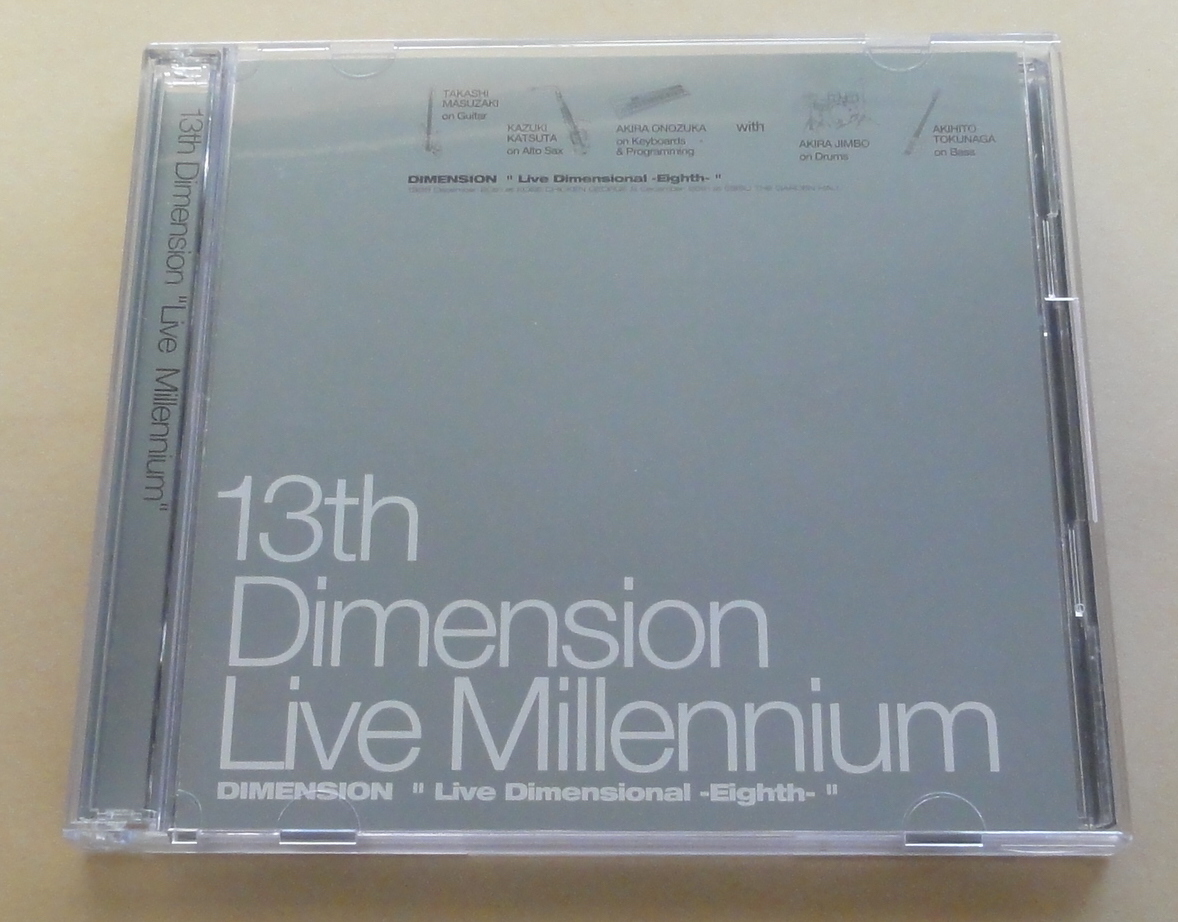 13th Dimension "Live Millennium"
TAKASHI
MASUZAKI
on Guitar
KAZUKI
KATSUTA
on Alto Sax
AKIRA ONOZUKA
on Keyboards
& Programming
with
AKIRA JIMBO
on Drums
AKIHITO
TOKUNAGA
on Bass
DIMENSION " Live Dimensional -Eighth- "
13th
Dimension
Live Millennium
DIMENSION " Live Dimensional -Eighth- "